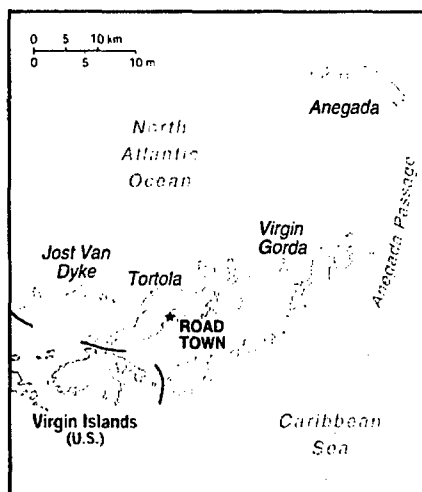 0 5 10 km
0 5 10 m
Anegada
North
Atlantic
Ocean
Anegada Passage
Virgin
Gorda
Jost Van
Dyke
Tortola
ROAD
TOWN
Virgin Islands
(U.S.)
Caribbean
Sea